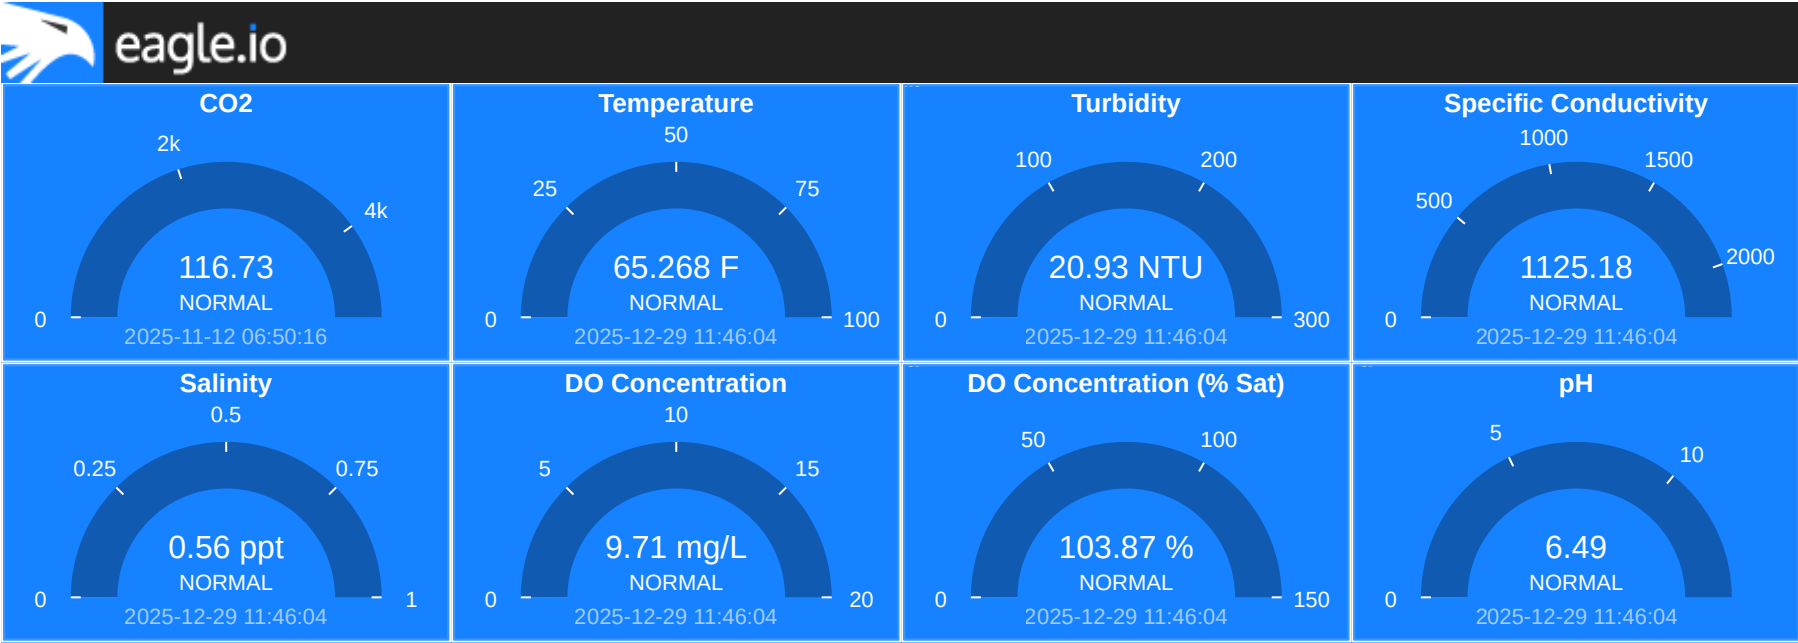 eagle.io
CO2
2k
4k
0
116.73
NORMAL
2025-11-12 06:50:16
Temperature
50
25
75
0
100
65.268 F
NORMAL
2025-12-29 11:46:04
Turbidity
100
200
0
300
20.93 NTU
NORMAL
2025-12-29 11:46:04
Specific Conductivity
1000
1500
500
2000
0
1125.18
NORMAL
2025-12-29 11:46:04
Salinity
0.5
0.25
0.75
0
1
0.56 ppt
NORMAL
2025-12-29 11:46:04
DO Concentration
10
5
15
0
20
9.71 mg/L
NORMAL
2025-12-29 11:46:04
DO Concentration (% Sat)
50
100
0
150
103.87 %
NORMAL
2025-12-29 11:46:04
pH
5
10
0
6.49
NORMAL
2025-12-29 11:46:04